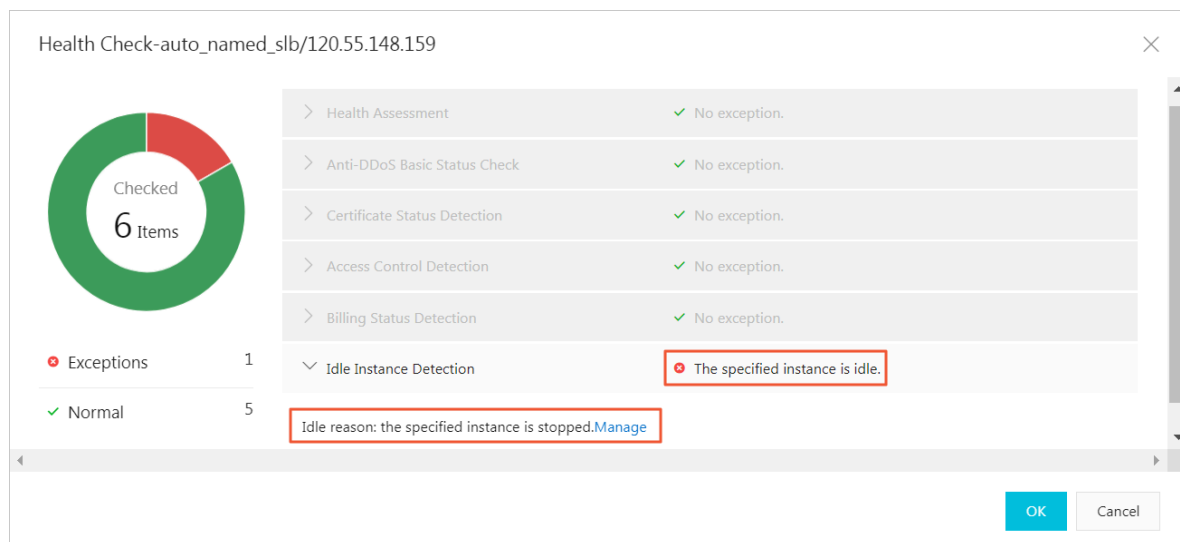 Health Check-auto_named_slb/120.55.148.159
Checked
6 Items
Exceptions 1
Normal 5
Health Assessment No exception.
Anti-DDoS Basic Status Check No exception.
Certificate Status Detection No exception.
Access Control Detection No exception.
Billing Status Detection No exception.
Idle Instance Detection The specified instance is idle.
Idle reason: the specified instance is stopped.Manage
OK Cancel